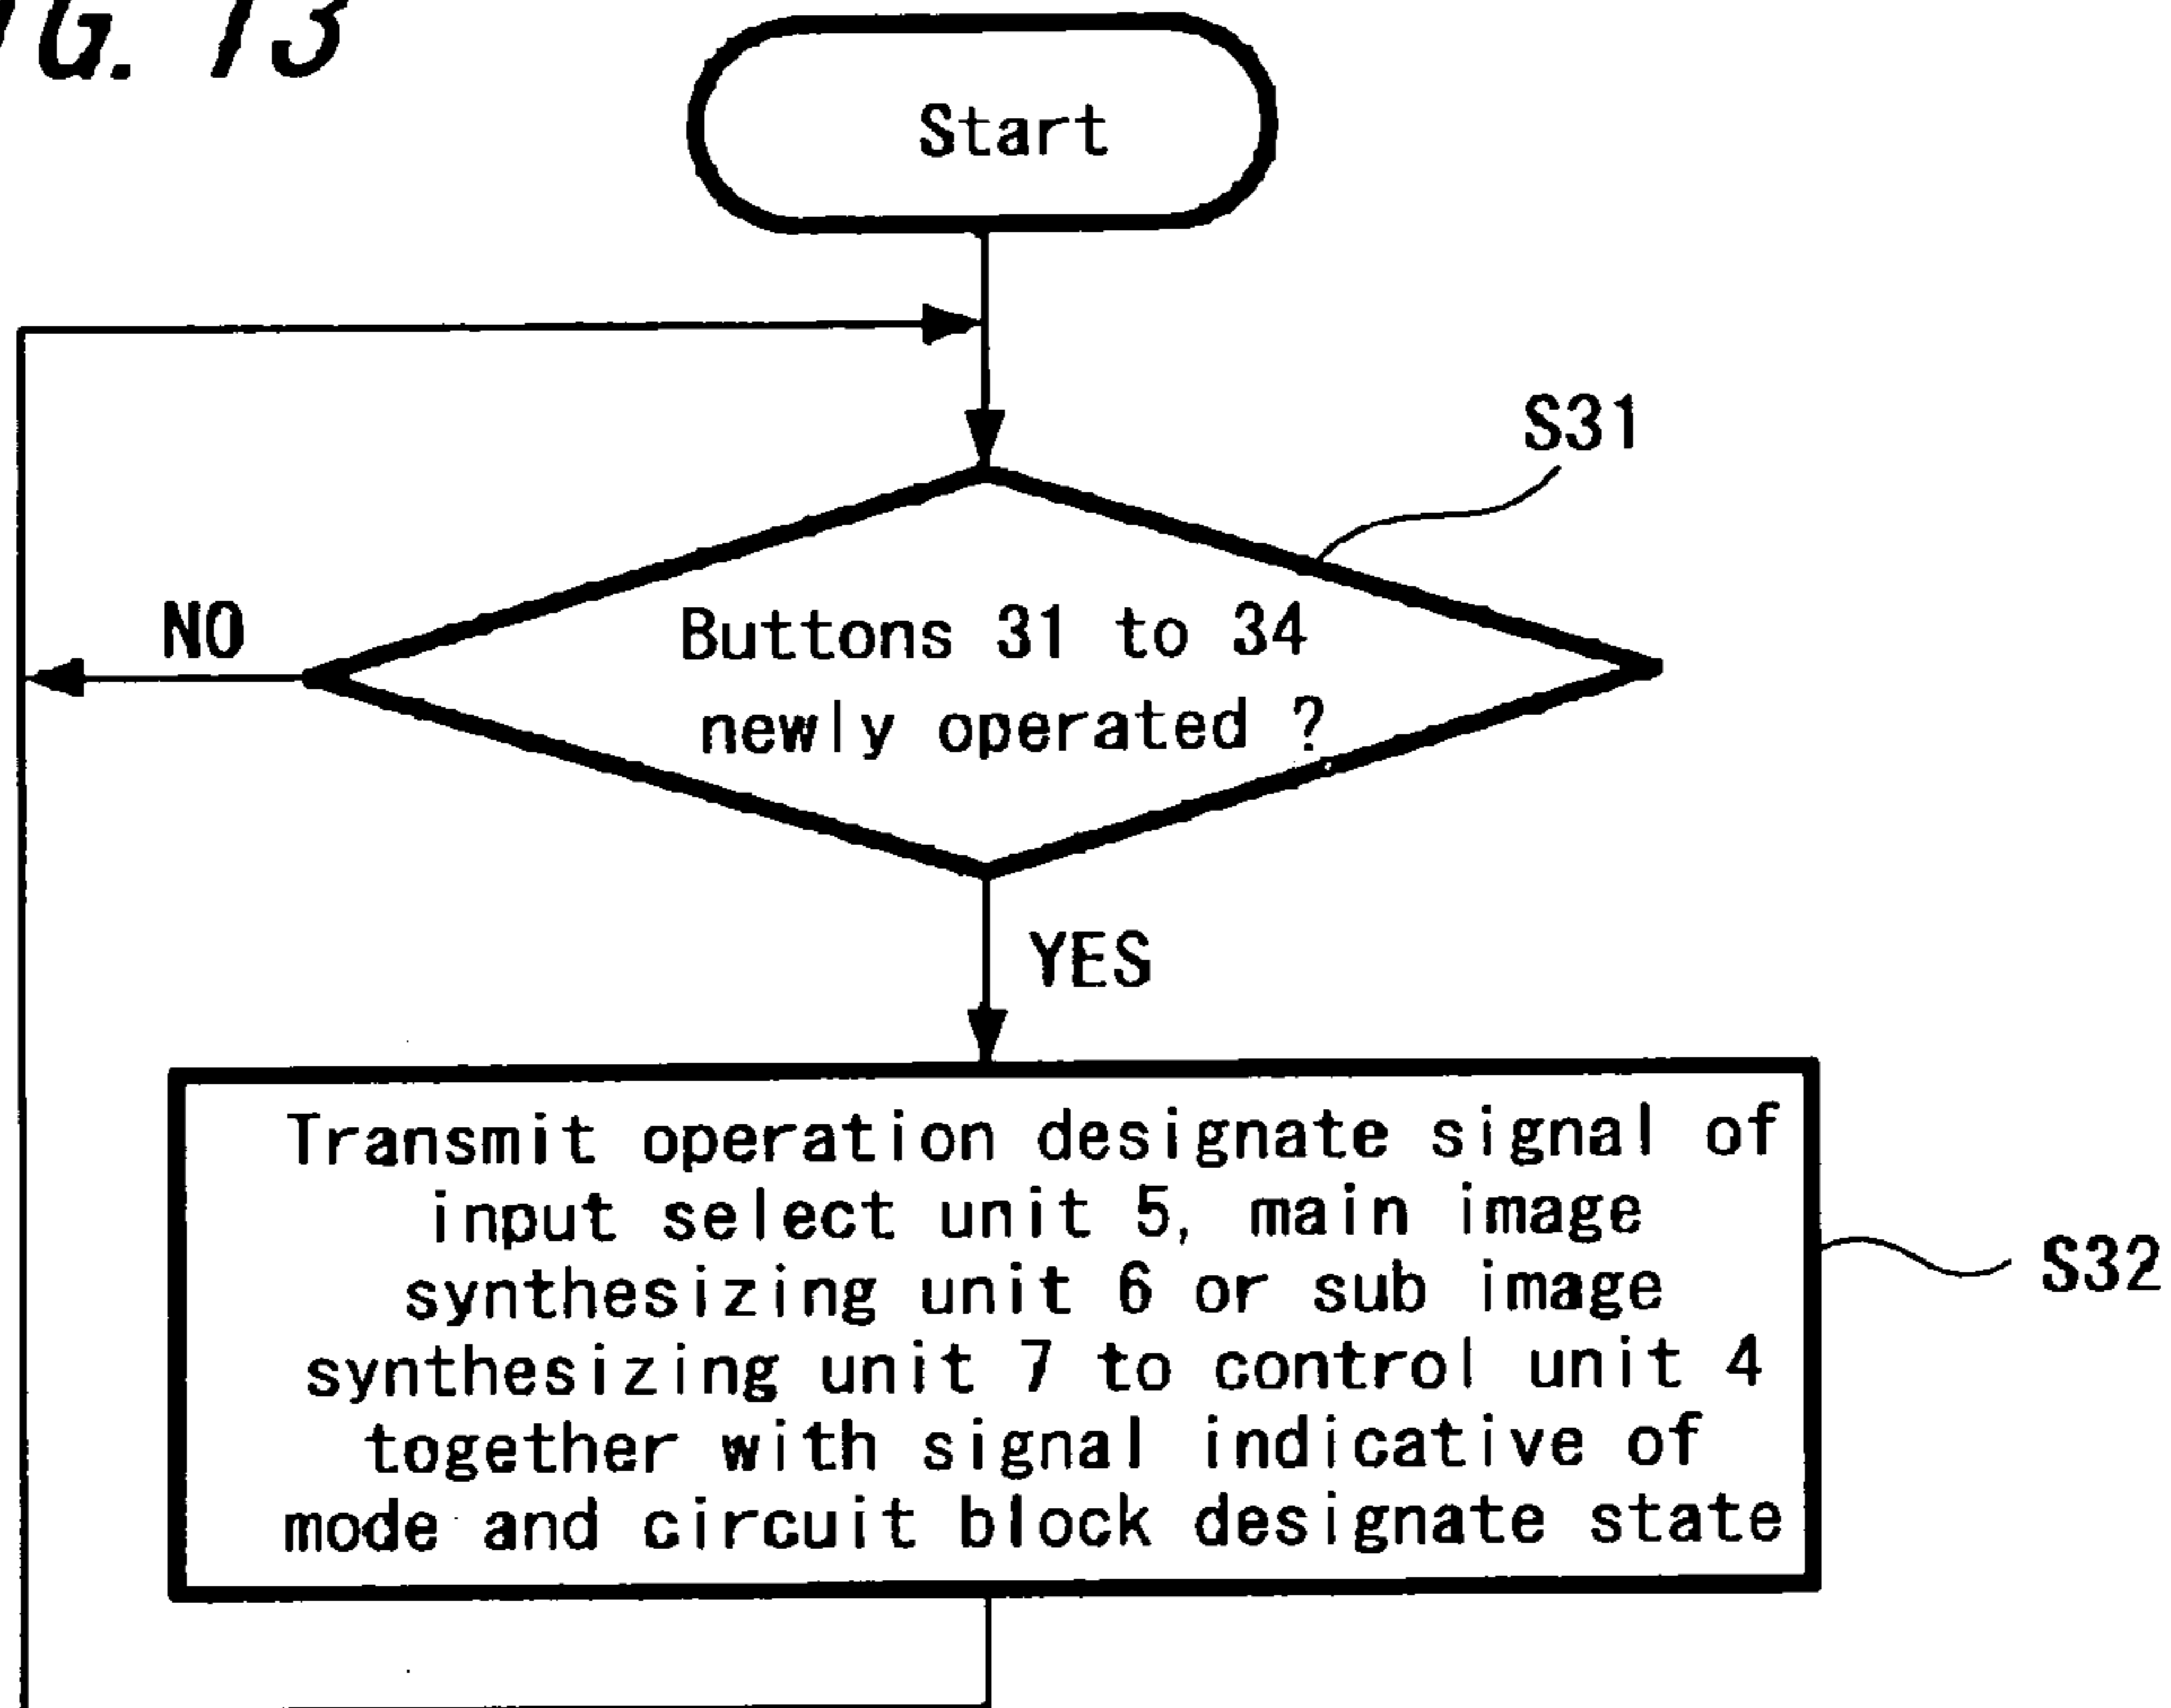 G. 13
Start
S31
Buttons 31 to 34
newly operated ?
NO
YES
Transmit operation designate signal of
input select unit 5, main image
synthesizing unit 6 or sub image
synthesizing unit 7 to control unit 4
together with signal indicative of
mode and circuit block designate state
S32